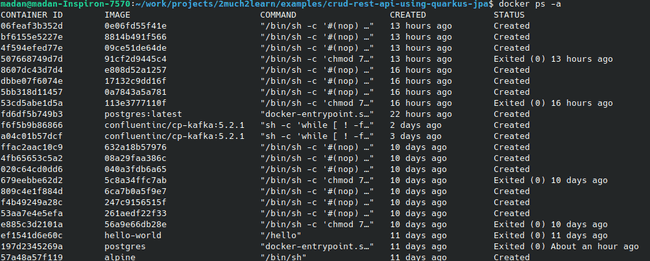 madan@madan-Inspiron-7570:~/work/projects/2much2learn/examples/crud-rest-api-using-quarkus-jpa$ docker ps -a
CONTAINER ID IMAGE COMMAND CREATED STATUS
06feaf3b352d 0e06fd55f41e "/bin/sh -c '#(nop) …" 13 hours ago Created
bf6155e5227e 8814b491f566 "/bin/sh -c '#(nop) …" 13 hours ago Created
4f594efed77e 09ce51de64de "/bin/sh -c '#(nop) …" 13 hours ago Created
507668749d7d 91cf2d9445c4 "/bin/sh -c 'chmod 7…" 13 hours ago Exited (0) 13 hours ago
8607dc43d7d4 e808d52a1257 "/bin/sh -c '#(nop) …" 16 hours ago Created
dbbe07f6074e 17132c9dd16f "/bin/sh -c '#(nop) …" 16 hours ago Created
5bb318d11457 0a7843a5a781 "/bin/sh -c '#(nop) …" 16 hours ago Created
53cd5abe1d5a 113e3777110f "/bin/sh -c 'chmod 7…" 16 hours ago Exited (0) 16 hours ago
fd6df5b749b3 postgres:latest "docker-entrypoint.s…" 22 hours ago Created
f6f5b9b86866 confluentinc/cp-kafka:5.2.1 "sh -c 'while [ ! -f…" 2 days ago Created
a04c01b57dcf confluentinc/cp-kafka:5.2.1 "sh -c 'while [ ! -f…" 3 days ago Created
ffac2aac10c9 632a18b57976 "/bin/sh -c '#(nop) …" 10 days ago Created
4fb65653c5a2 08a29faa386c "/bin/sh -c '#(nop) …" 10 days ago Created
020c64cd0dd6 040a3fdb6a65 "/bin/sh -c '#(nop) …" 10 days ago Created
679eebbe62d2 5c8a34ffc7ab "/bin/sh -c 'chmod 7…" 10 days ago Exited (0) 10 days ago
809c4e1f884d 6ca7b0a5f9e7 "/bin/sh -c '#(nop) …" 10 days ago Created
f4b49249a28c 247c9156515f "/bin/sh -c '#(nop) …" 10 days ago Created
53aa7e4e5efa 261aedf22f33 "/bin/sh -c '#(nop) …" 10 days ago Created
e885c3d2101a 56a9e66db28e "/bin/sh -c 'chmod 7…" 10 days ago Exited (0) 10 days ago
ef1541d6e60c hello-world "/hello" 11 days ago Exited (0) 11 days ago
197d2345269a postgres "docker-entrypoint.s…" 11 days ago Exited (0) About an hour ago
57a48a57f119 alpine "/bin/sh" 11 days ago Created